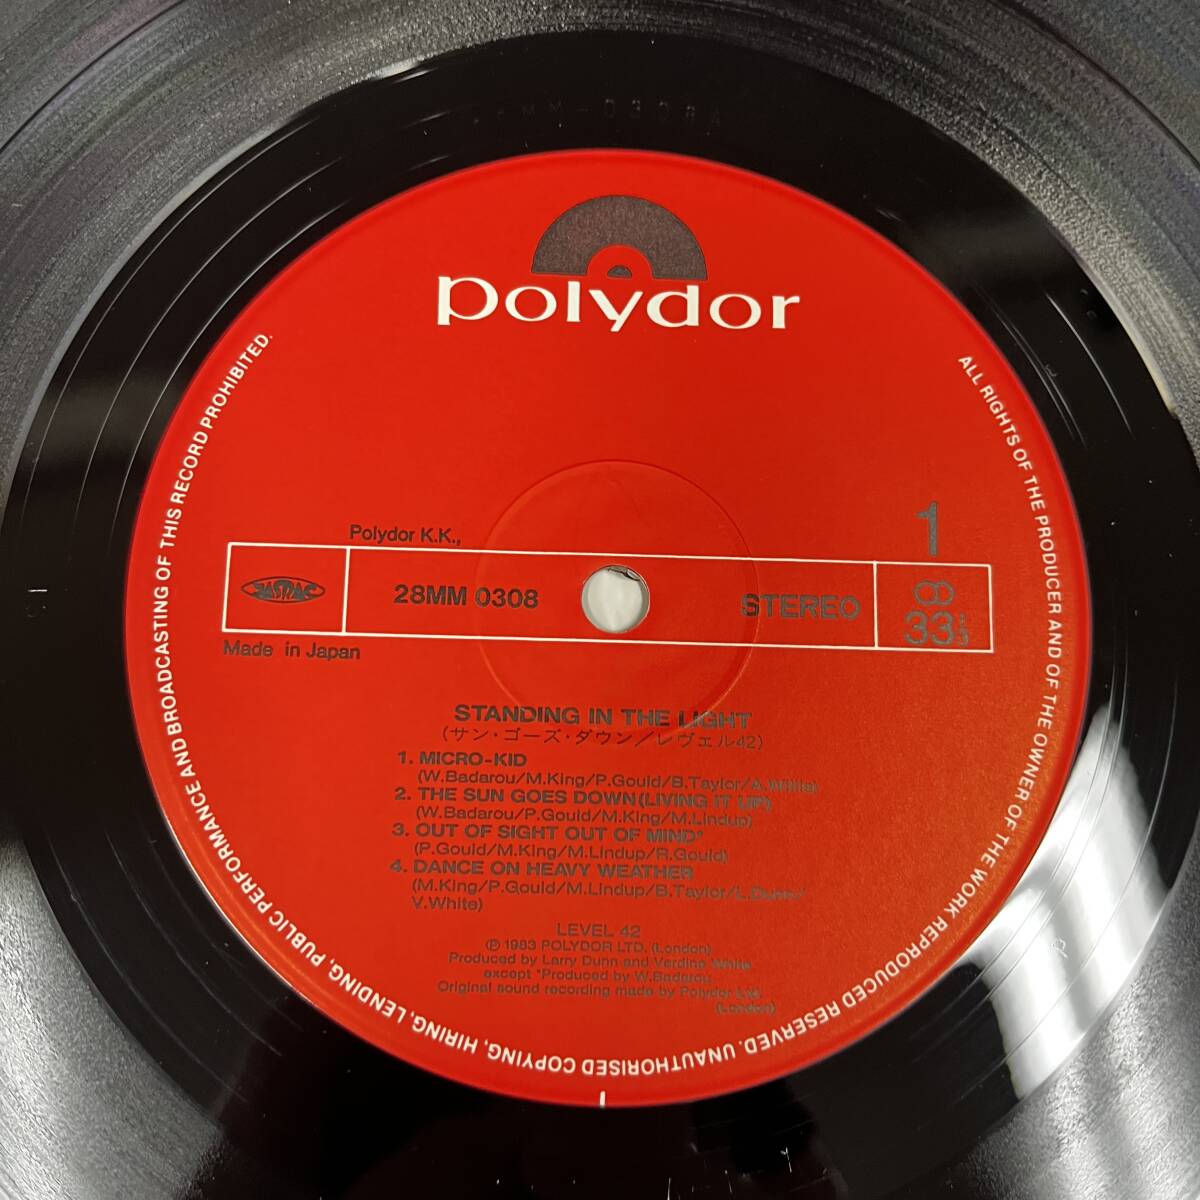 MM-0308A
polydor
1
Polydor K.K.,
JASRAC
28MM 0308
STEREO
33 1/3
Made in Japan
STANDING IN THE LIGHT
(サン・ゴーズ・ダウン/レヴェル42)
1. MICRO-KID
(W.Badarou/M.King/P.Gould/B.Taylor/A.Willis)
2. THE SUN GOES DOWN(LIVING IT UP)
(W.Badarou/P.Gould/M.King/M.Lindup)
3. OUT OF SIGHT OUT OF MIND*
(P.Gould/M.King/M.Lindup/R.Gould)
4. DANCE ON HEAVY WEATHER
(M.King/P.Gould/M.Lindup/B.Taylor/L.Dunn/
V.White)
LEVEL 42
℗ 1983 POLYDOR LTD. (London)
Produced by Larry Dunn and Verdine White
except *Produced by W.Badarou
Original sound recording made by Polydor Ltd.
(London)
ALL RIGHTS OF THE PRODUCER AND OF THE OWNER OF THE WORK REPRODUCED RESERVED. UNAUTHORISED COPYING, HIRING, LENDING, PUBLIC PERFORMANCE AND BROADCASTING OF THIS RECORD PROHIBITED.